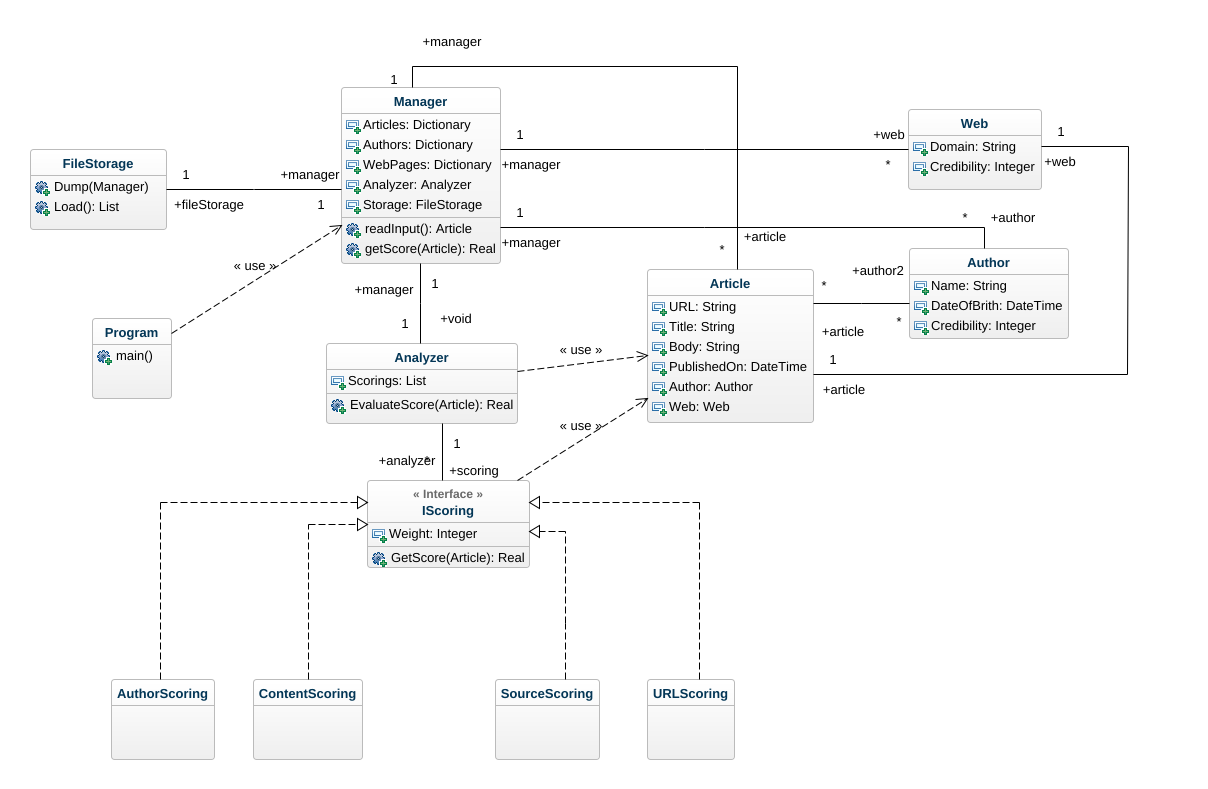 +manager
1
Manager
Articles: Dictionary
Authors: Dictionary
WebPages: Dictionary
Analyzer: Analyzer
Storage: FileStorage
readInput(): Article
getScore(Article): Real
FileStorage
Dump(Manager)
Load(): List
1
+fileStorage
+manager
1
1
+manager
+web
*
Web
Domain: String
Credibility: Integer
1
+web
1
+manager
*
+author
+article
*
« use »
Program
main()
+manager
1
1
+void
Analyzer
Scorings: List
EvaluateScore(Article): Real
« use »
« use »
Article
URL: String
Title: String
Body: String
PublishedOn: DateTime
Author: Author
Web: Web
+author2
*
*
+article
1
+article
Author
Name: String
DateOfBrith: DateTime
Credibility: Integer
1
+analyzer
*
+scoring
« Interface »
IScoring
Weight: Integer
GetScore(Article): Real
AuthorScoring
ContentScoring
SourceScoring
URLScoring